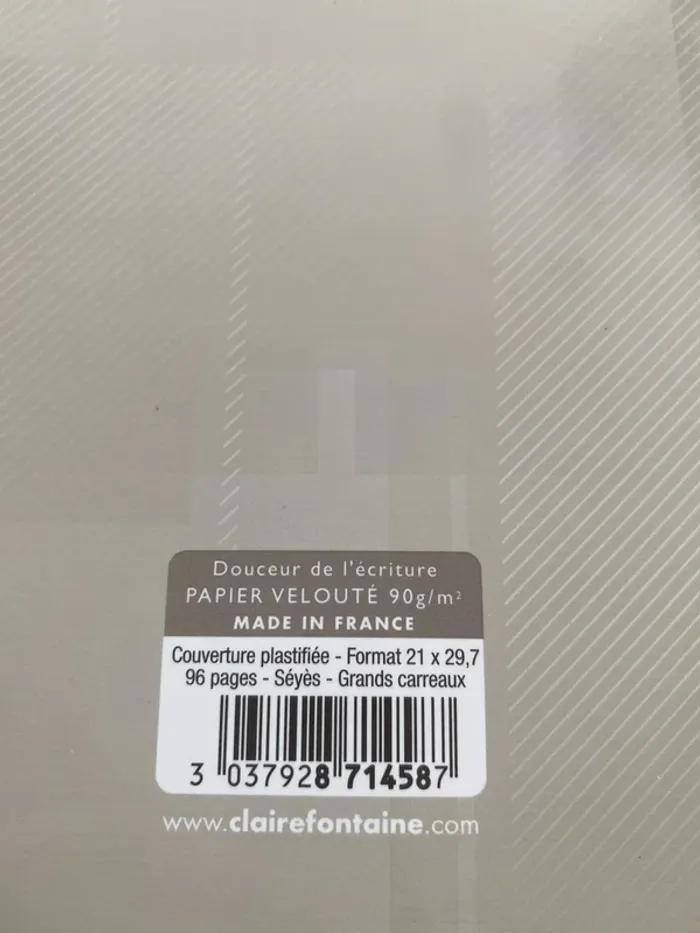 Douceur de l'écriture
PAPIER VELOUTÉ 90g/m²
MADE IN FRANCE
Couverture plastifiée - Format 21 x 29,7
96 pages - Séyès - Grands carreaux
3 037928 714587
www.clairefontaine.com